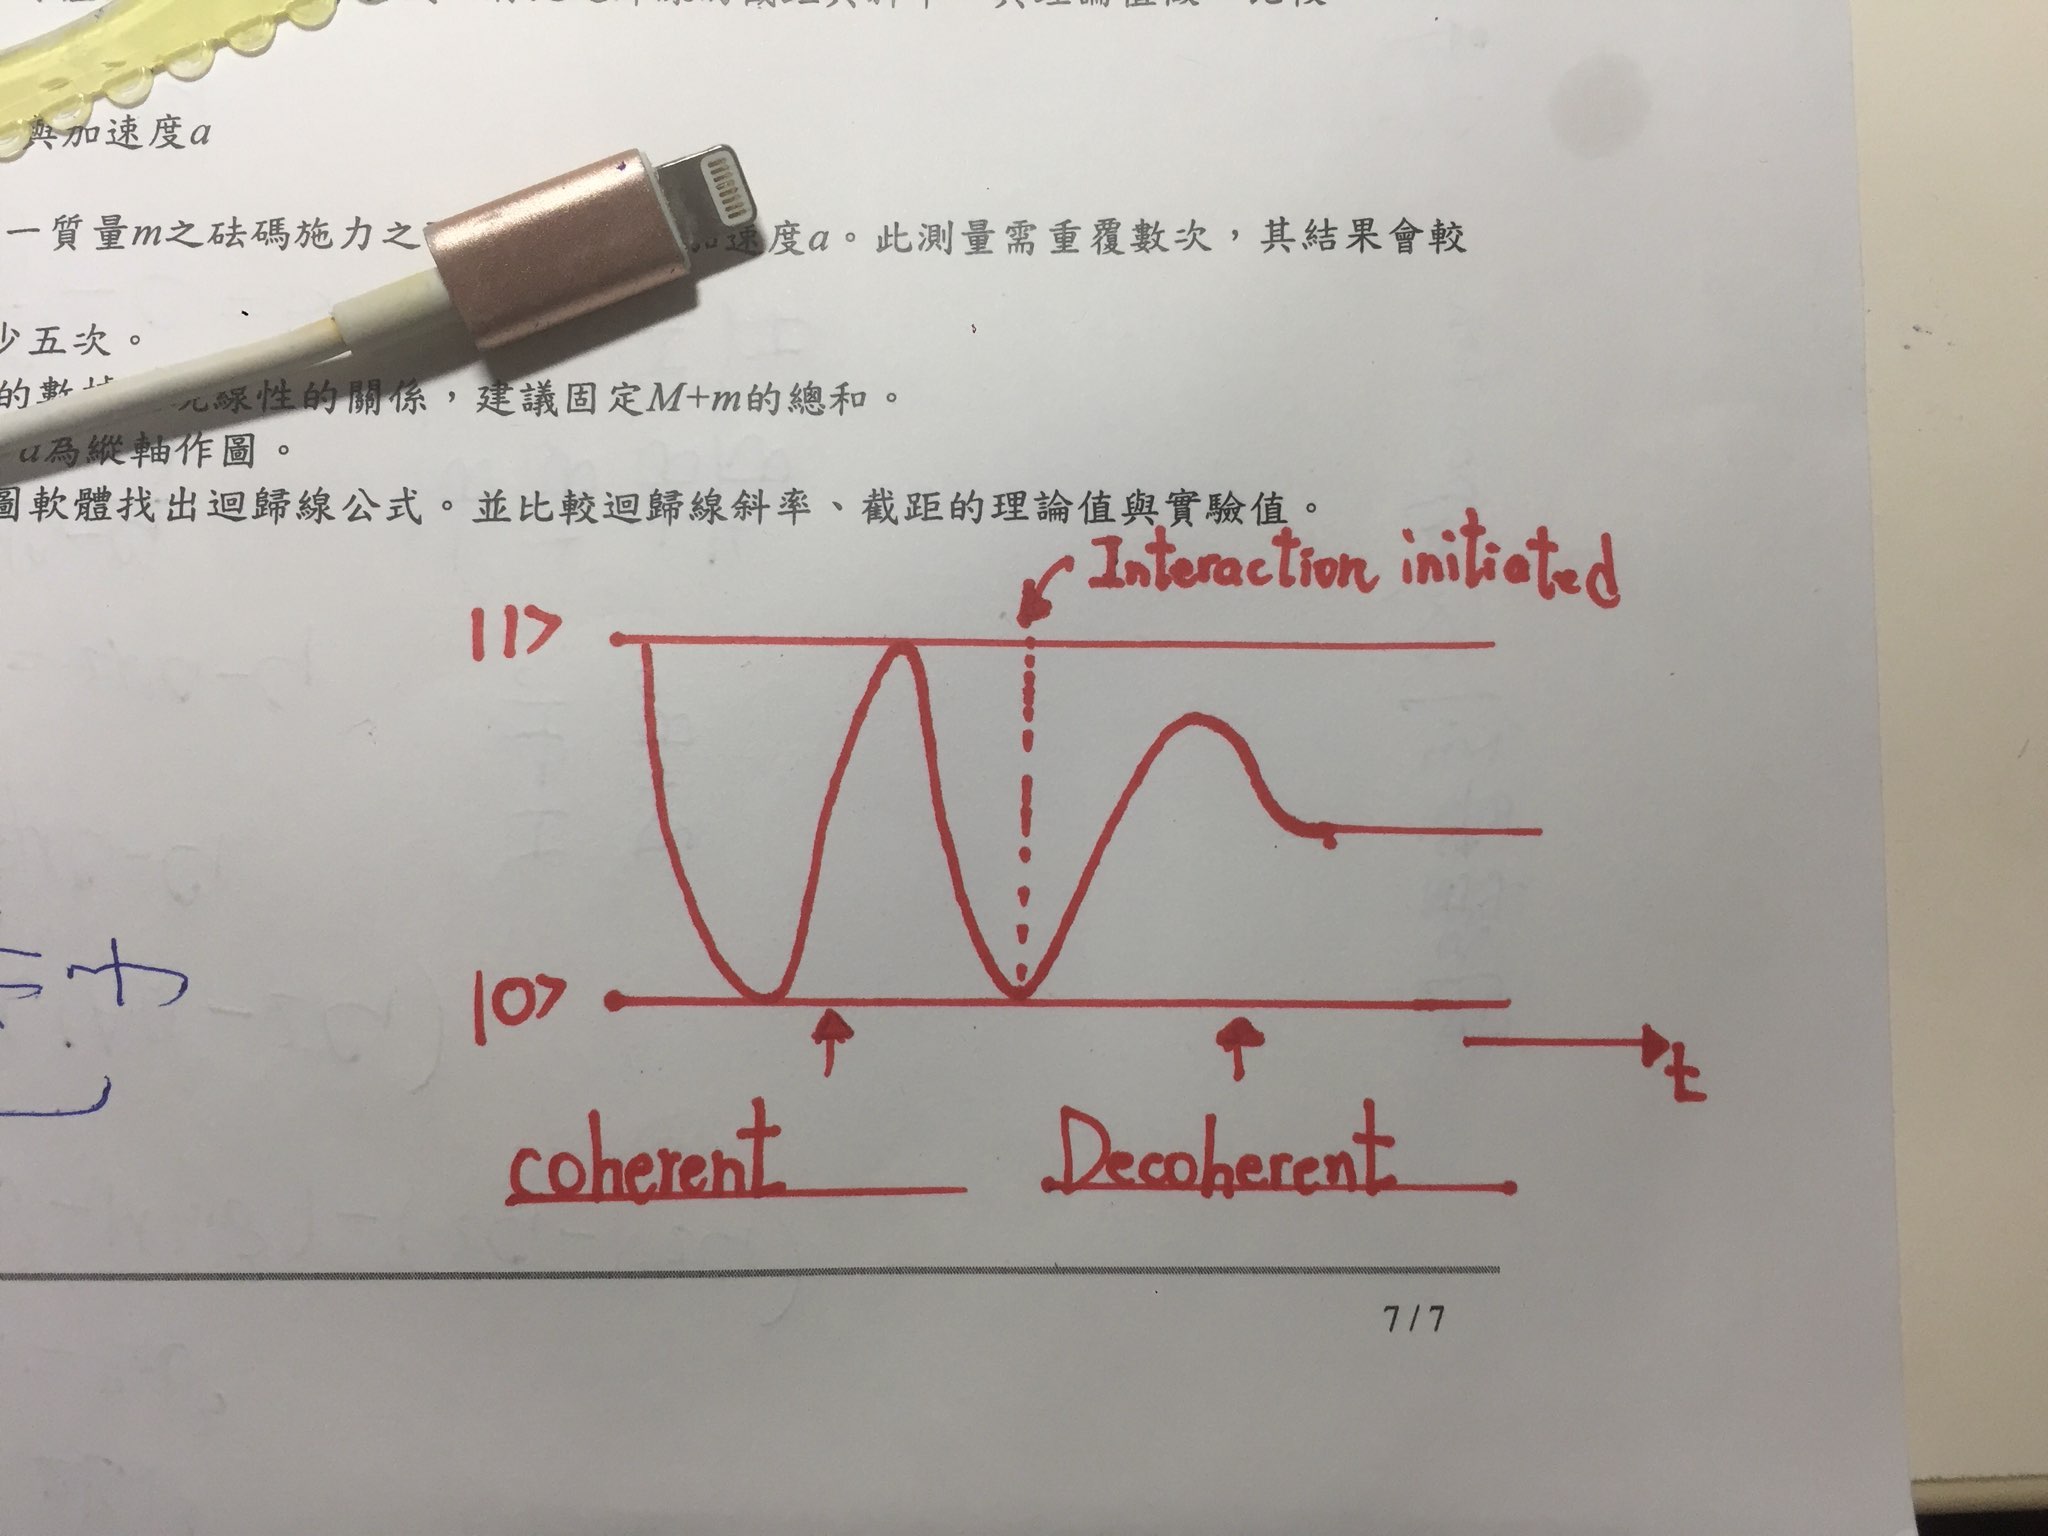 與加速度a
一質量m之砝碼施力之
加速度a。此測量需重覆數次，其結果會較
少五次。
的數據 現線性的關係，建議固定M+m的總和。
a為縱軸作圖。
圖軟體找出迴歸線公式。並比較迴歸線斜率、截距的理論值與實驗值。
Interaction initiated
|1>
|0>
t
coherent
Decoherent
7/7